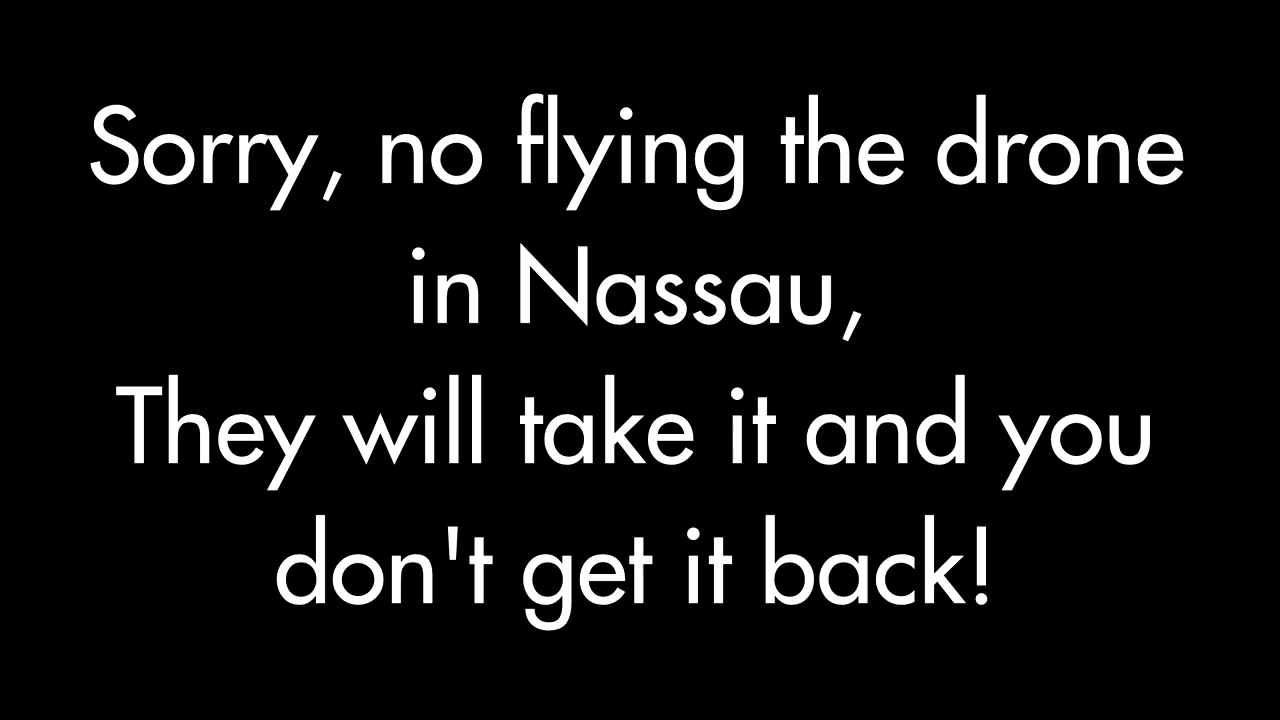 Sorry, no flying the drone
in Nassau,
They will take it and you
don't get it back!